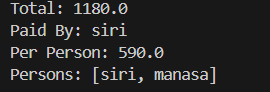 Total: 1180.0
Paid By: siri
Per Person: 590.0
Persons: [siri, manasa]